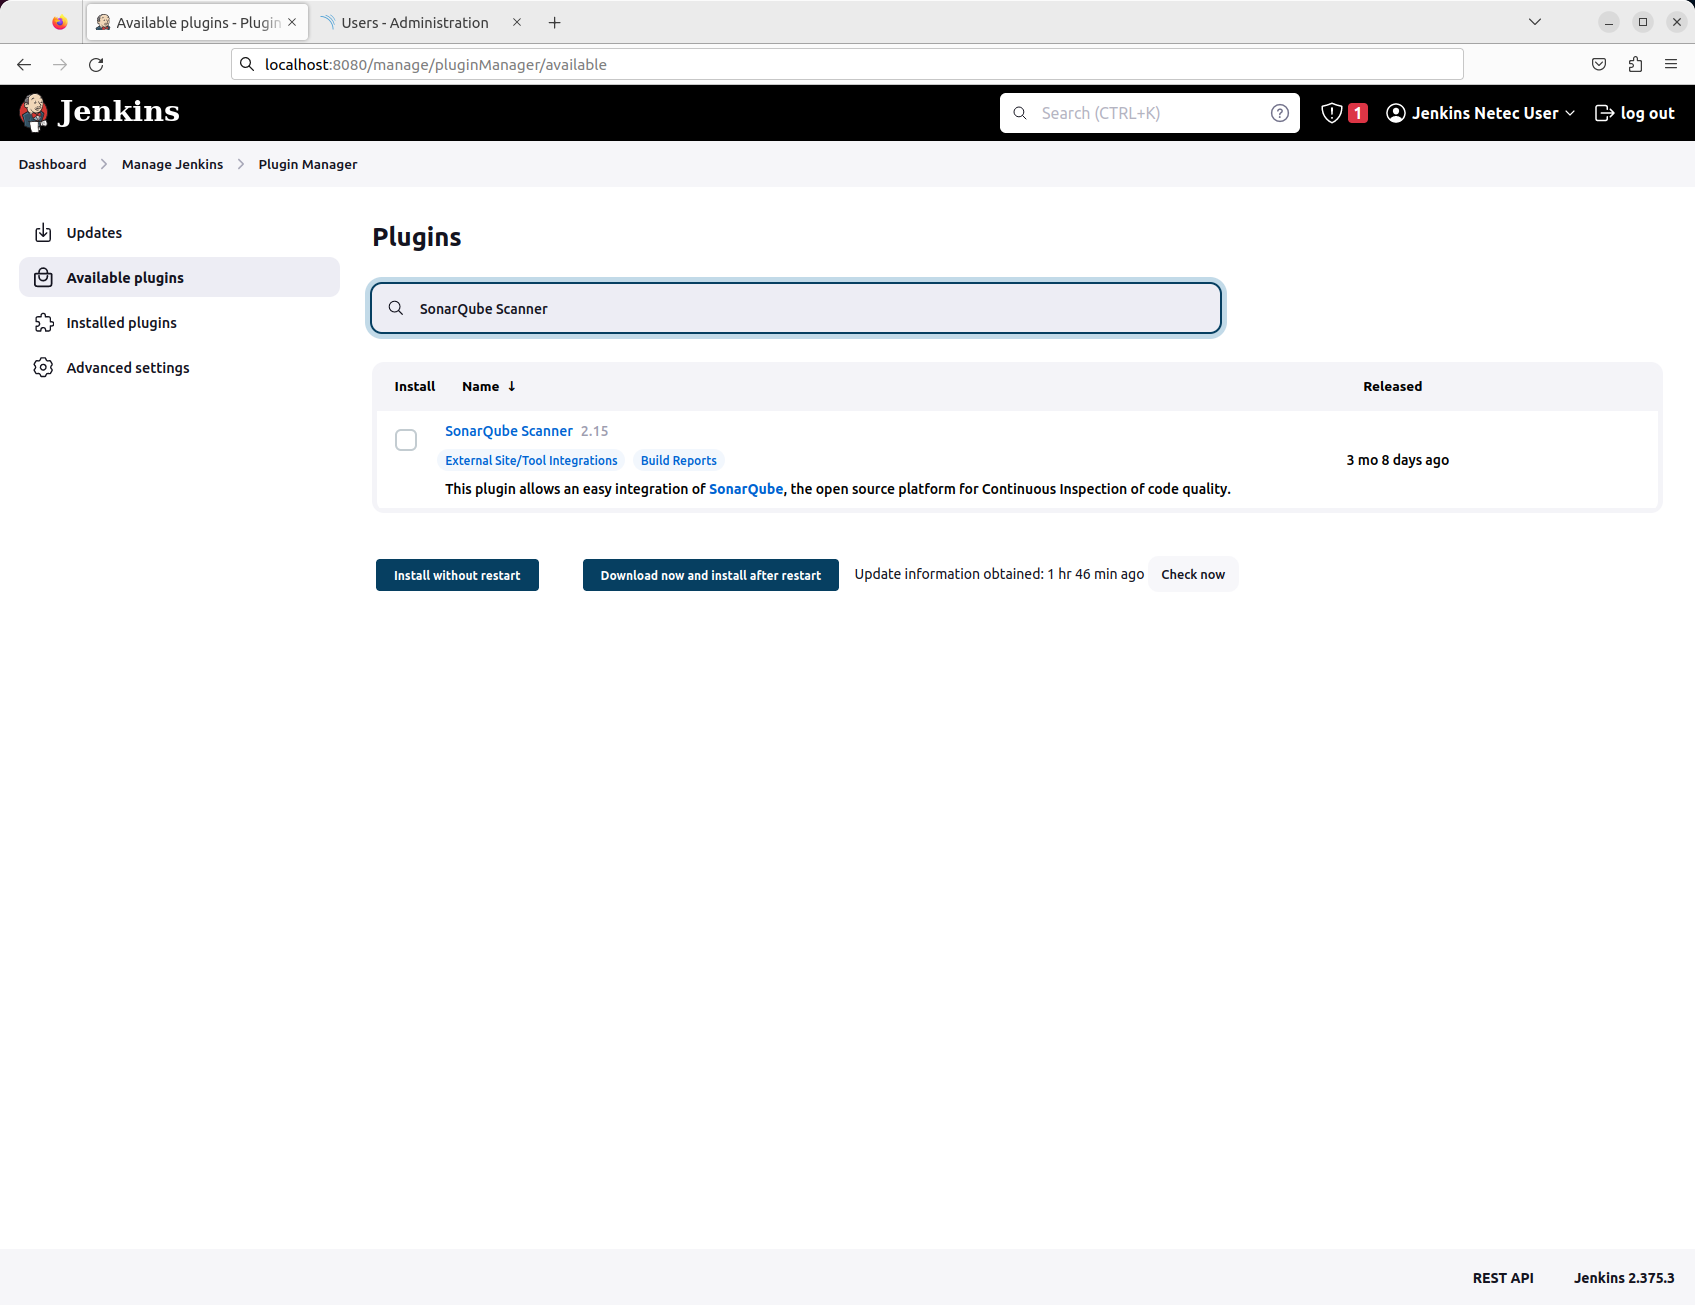 Available plugins - Plugin
Users - Administration
localhost:8080/manage/pluginManager/available
Jenkins
Search (CTRL+K)
1
Jenkins Netec User
log out
Dashboard
Manage Jenkins
Plugin Manager
Updates
Available plugins
Installed plugins
Advanced settings
Plugins
SonarQube Scanner
Install
Name ↓
Released
SonarQube Scanner 2.15
External Site/Tool Integrations
Build Reports
This plugin allows an easy integration of SonarQube, the open source platform for Continuous Inspection of code quality.
3 mo 8 days ago
Install without restart
Download now and install after restart
Update information obtained: 1 hr 46 min ago
Check now
REST API
Jenkins 2.375.3